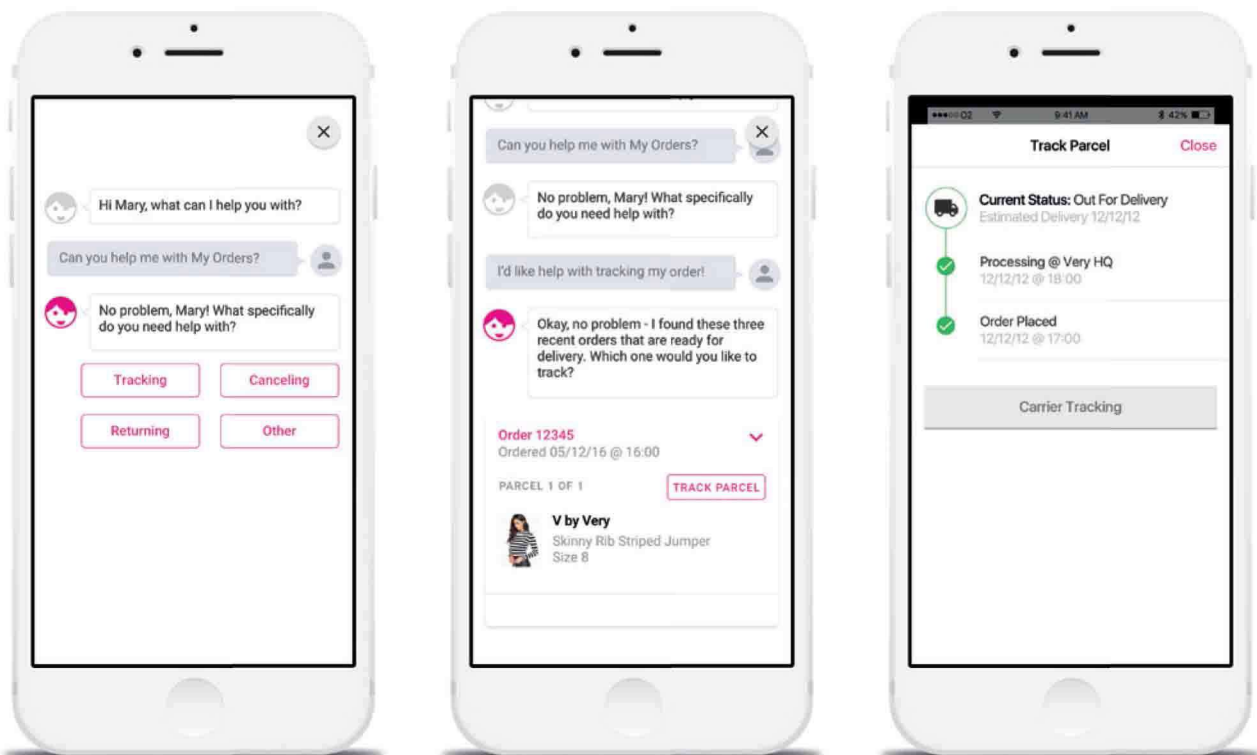 Hi Mary, what can I help you with?
Can you help me with My Orders?
No problem, Mary! What specifically
do you need help with?
Tracking
Canceling
Returning
Other
Can you help me with My Orders?
No problem, Mary! What specifically
do you need help with?
I'd like help with tracking my order!
Okay, no problem - I found these three
recent orders that are ready for
delivery. Which one would you like to
track?
Order 12345
Ordered 05/12/16 @ 16:00
PARCEL 1 OF 1
TRACK PARCEL
V by Very
Skinny Rib Striped Jumper
Size 8
O2 9:41 AM 42%
Track Parcel
Close
Current Status: Out For Delivery
Estimated Delivery 12/12/12
Processing @ Very HQ
12/12/12 @ 18:00
Order Placed
12/12/12 @ 17:00
Carrier Tracking